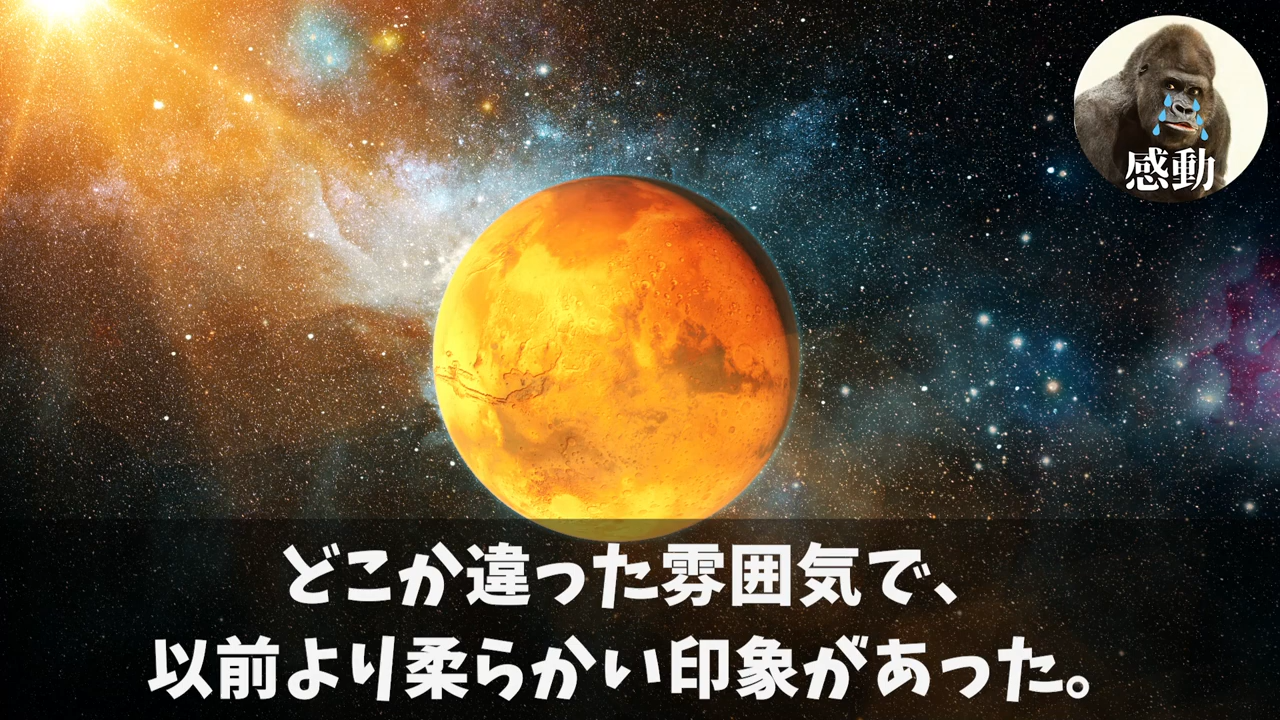 感動
どこか違った雰囲気で、
以前より柔らかい印象があった。